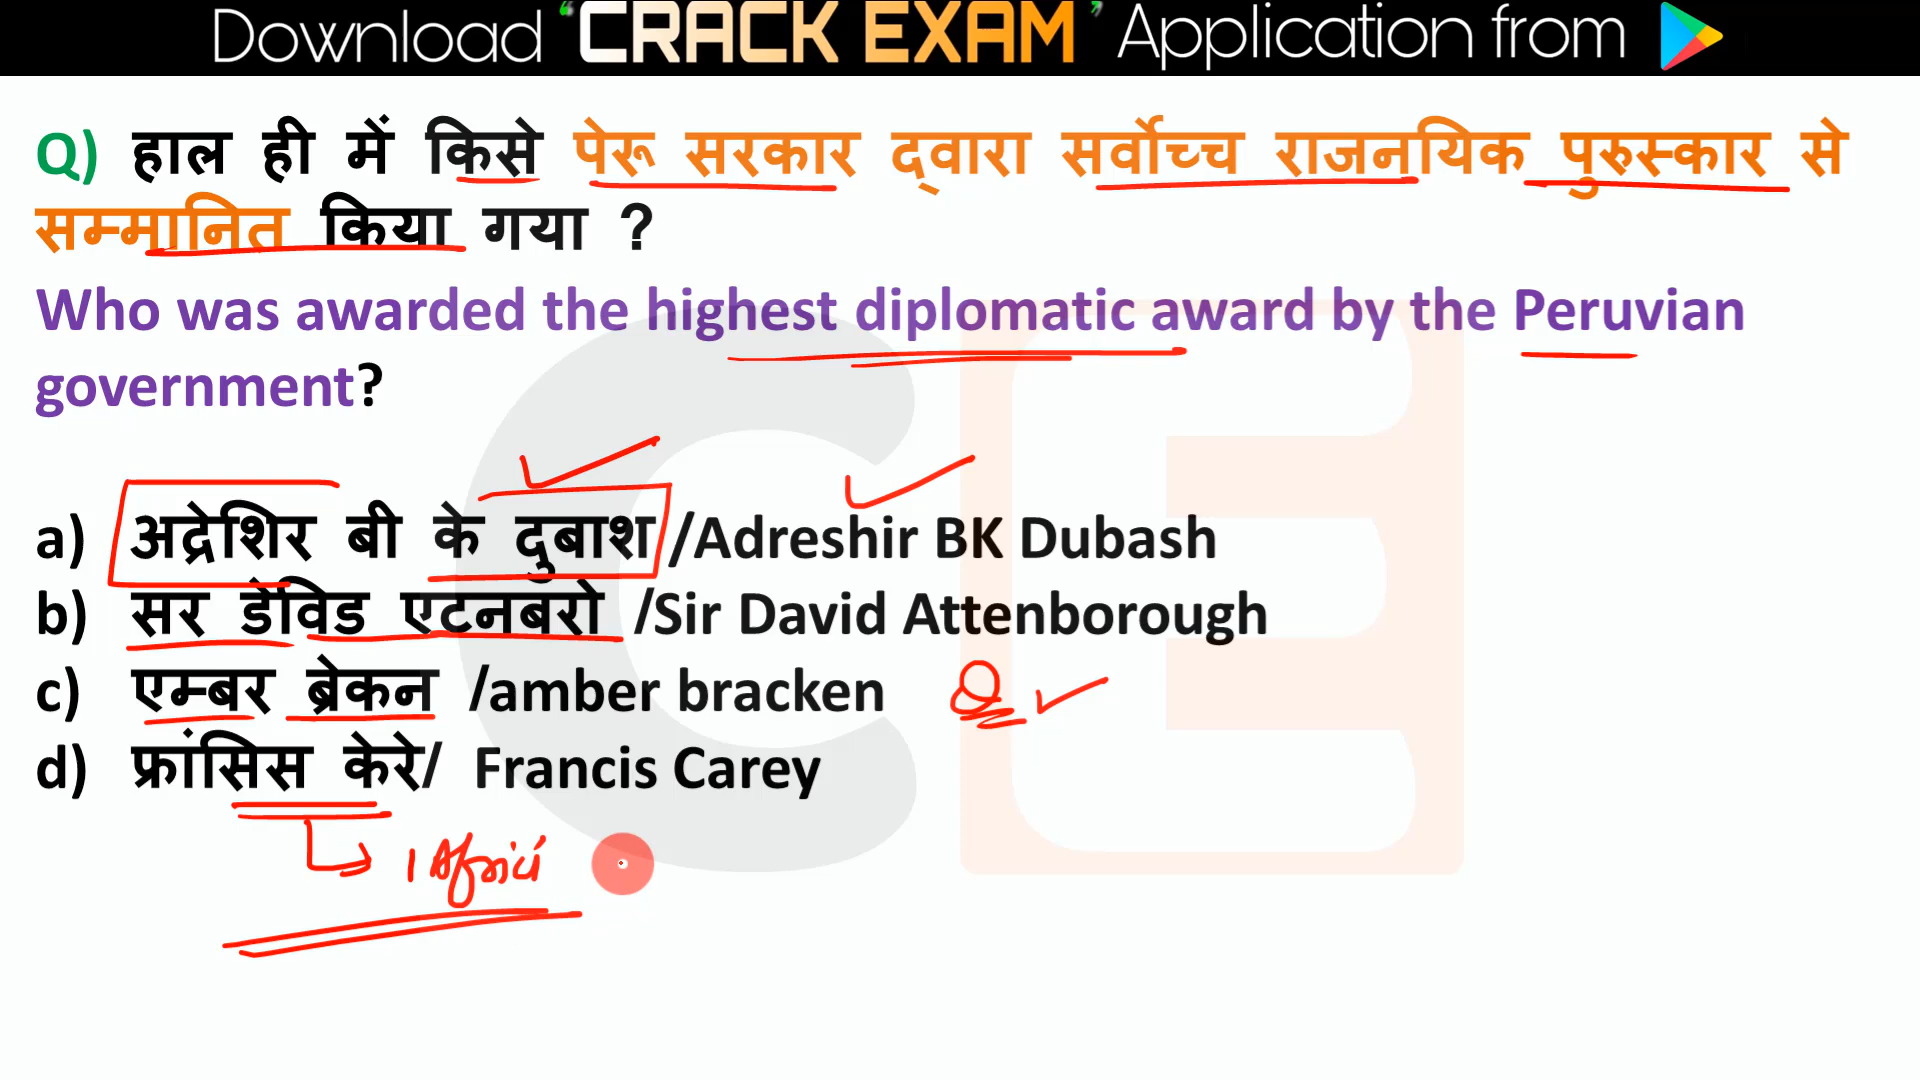 Download ‘CRACK EXAM’ Application from
Q) हाल ही में किसे पेरू सरकार द्वारा सर्वोच्च राजनयिक पुरुस्कार से
सम्मानित किया गया ?
Who was awarded the highest diplomatic award by the Peruvian
government?
a) अद्रेशिर बी के दुबाश /Adreshir BK Dubash
b) सर डेविड एटनबरो /Sir David Attenborough
c) एम्बर ब्रेकन /amber bracken
d) फ्रांसिस केरे/ Francis Carey
CE